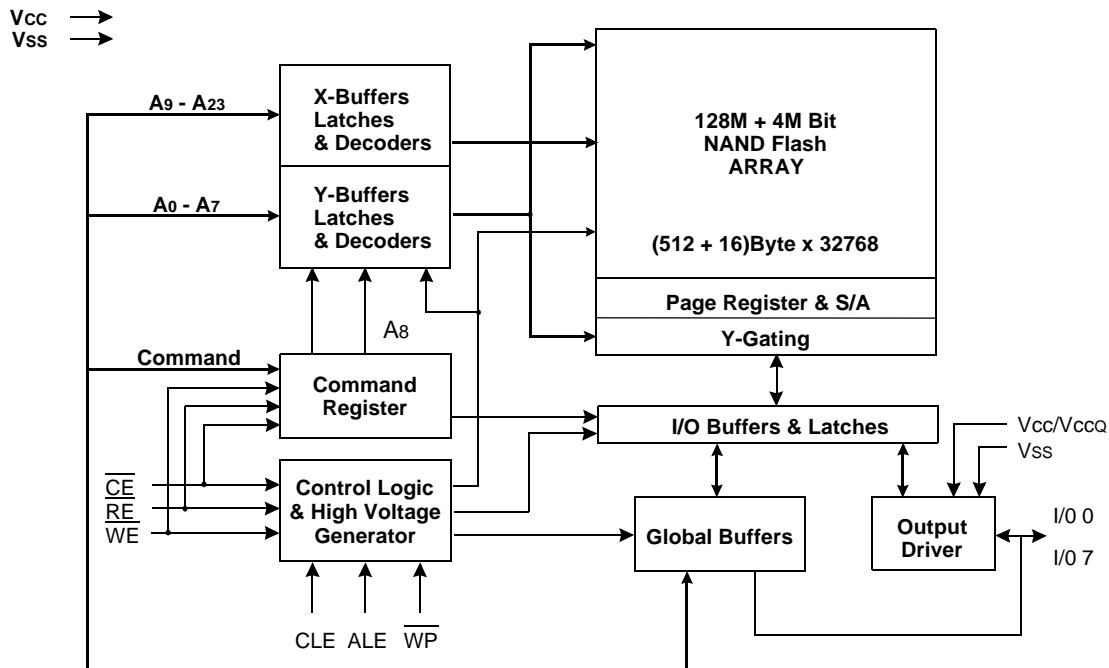 VCC
VSS
A9 - A23
X-Buffers
Latches
& Decoders
128M + 4M Bit
NAND Flash
ARRAY
A0 - A7
Y-Buffers
Latches
& Decoders
(512 + 16)Byte x 32768
Page Register & S/A
Y-Gating
A8
Command
Command
Register
I/O Buffers & Latches
VCC/VCCQ
VSS
CE
RE
WE
Control Logic
& High Voltage
Generator
Global Buffers
Output
Driver
I/0 0
I/0 7
CLE
ALE
WP